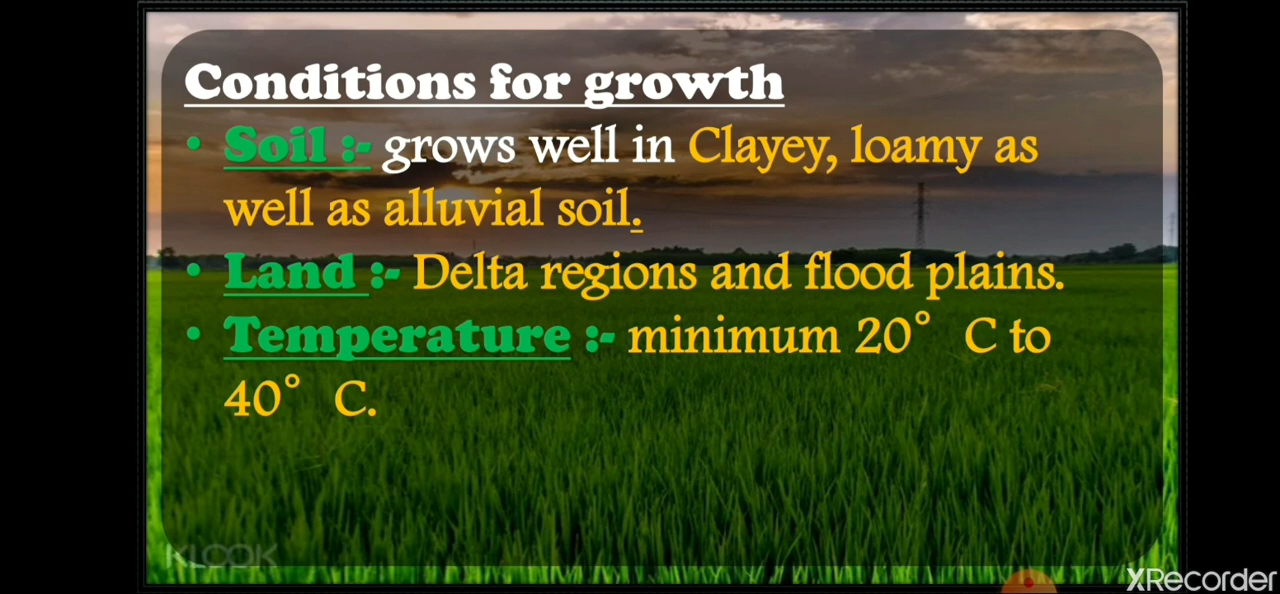 Conditions for growth
• Soil :- grows well in Clayey, loamy as
well as alluvial soil.
• Land :- Delta regions and flood plains.
• Temperature :- minimum 20° C to
40° C.
KLOOK
XRecorder